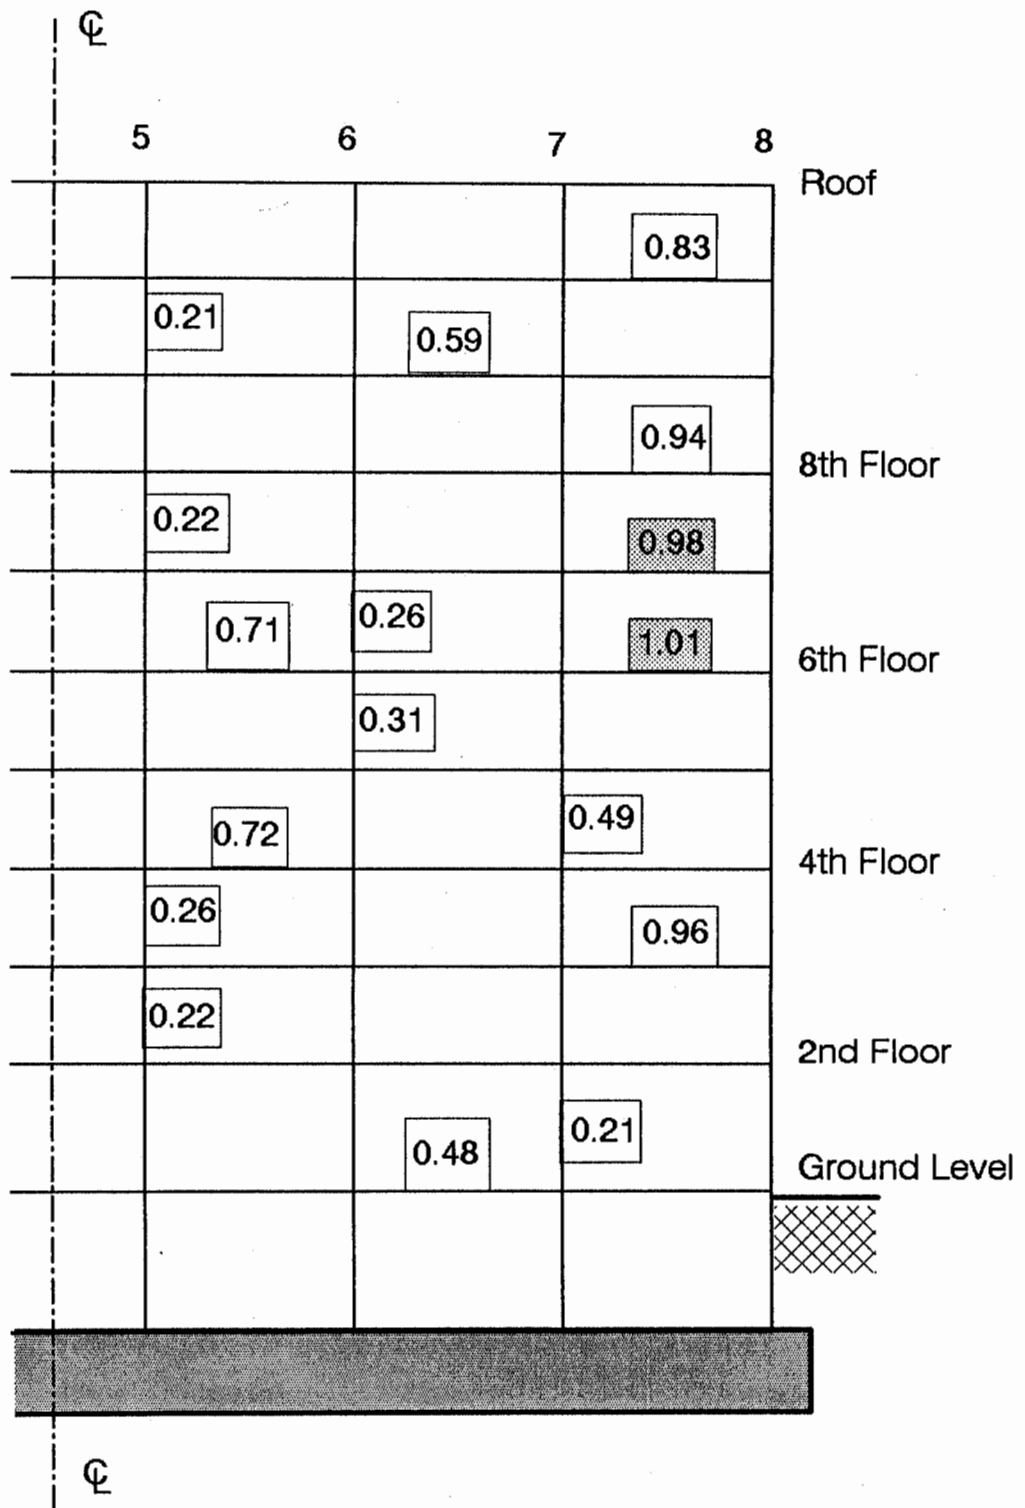 ℄
5 6 7 8
Roof
0.83
0.21
0.59
0.94
8th Floor
0.22
0.98
0.71 0.26 1.01
6th Floor
0.31
0.72 0.49
4th Floor
0.26 0.96
0.22
2nd Floor
0.48 0.21
Ground Level
℄